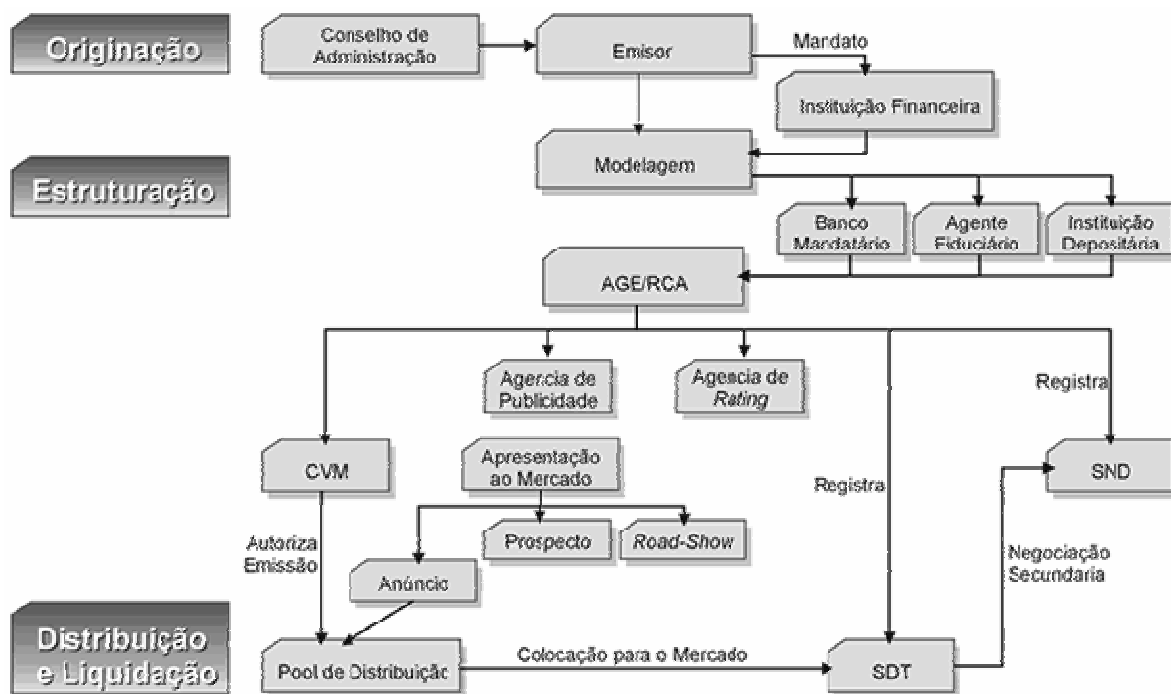 Originação
Conselho de
Administração
Emisor
Mandato
Instituição Financeira
Modelagem
Estruturação
Banco
Mandatário
Agente
Fiduciário
Instituição
Depositária
AGE/RCA
Agencia de
Publicidade
Agencia de
Rating
Registra
CVM
Apresentação
ao Mercado
Registra
SND
Autoriza
Emissão
Prospecto
Road-Show
Anúncio
Negociação
Secundaria
Distribuição
e Liquidação
Pool de Distribuição
Colocação para o Mercado
SDT